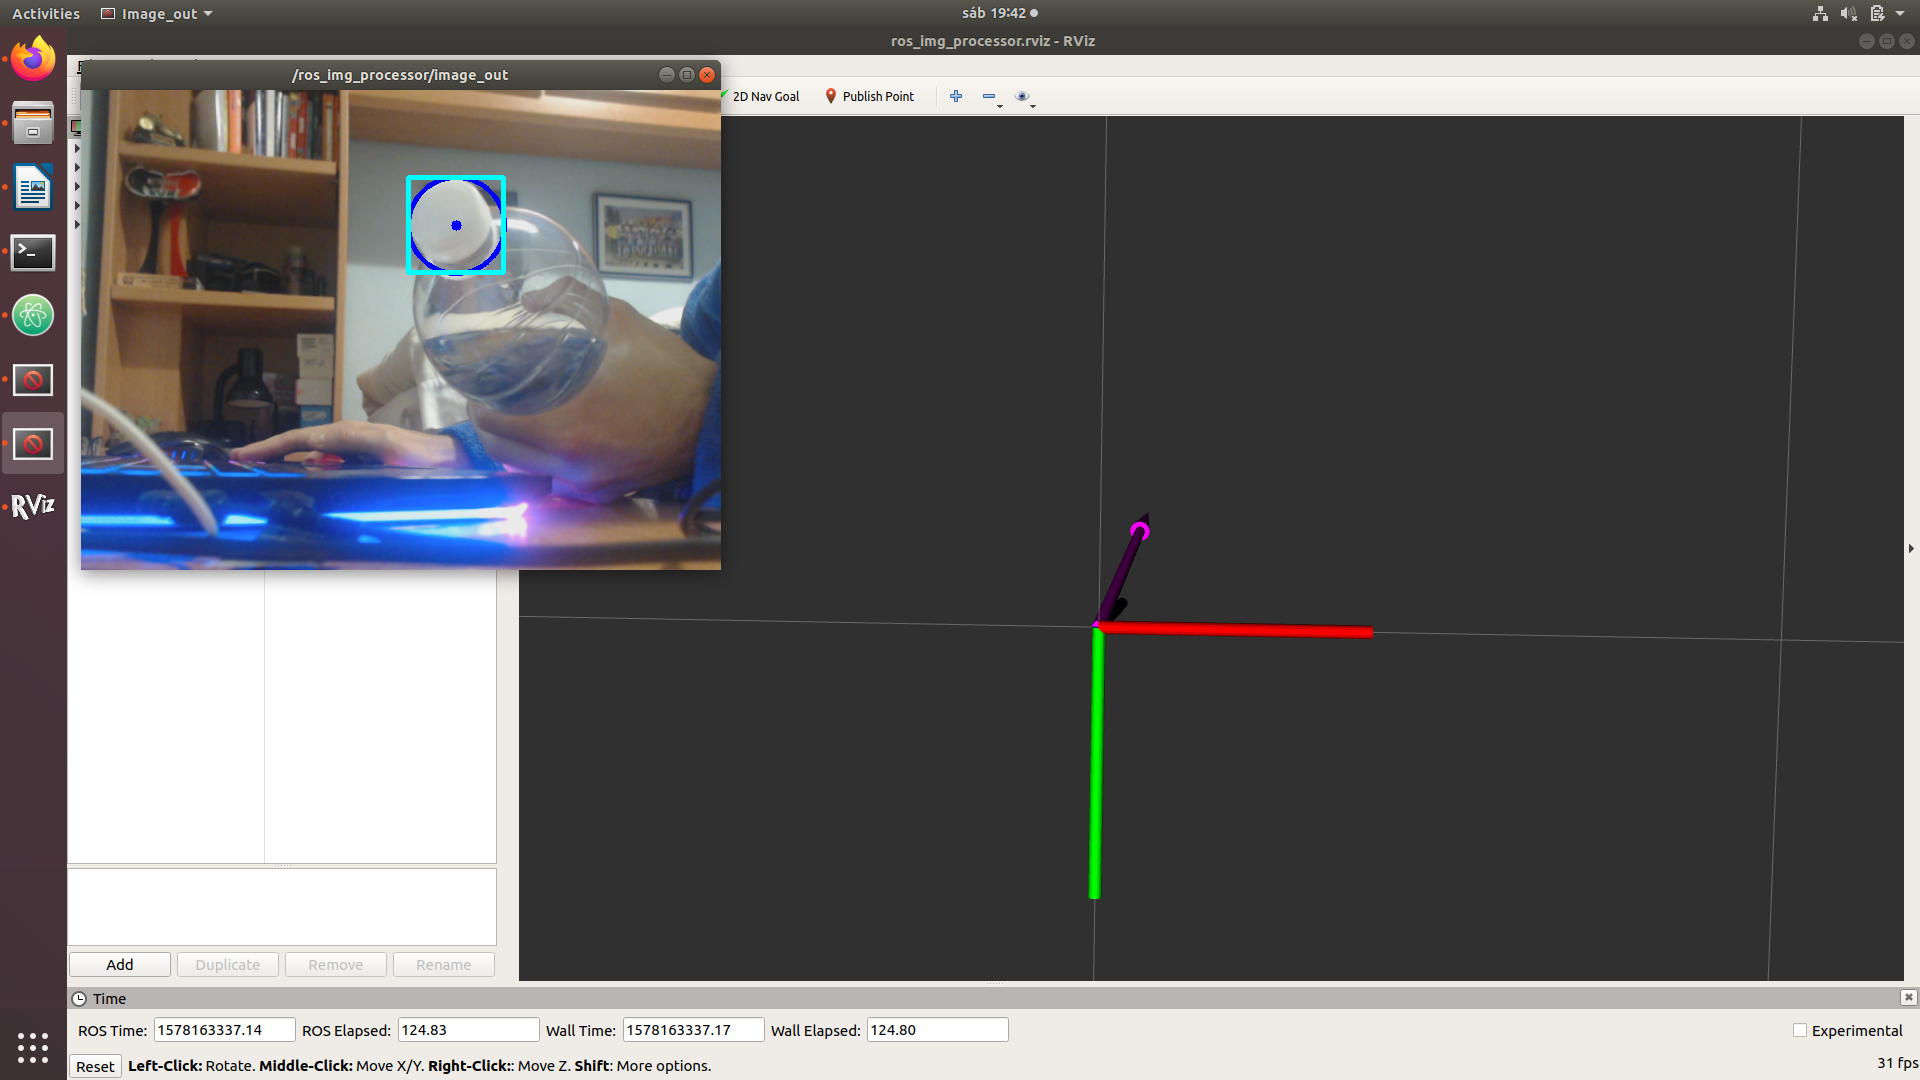 Activities
Image_out
sáb 19:42
ros_img_processor.rviz - RViz
/ros_img_processor/image_out
2D Nav Goal
Publish Point
RViz
Add
Duplicate
Remove
Rename
Time
ROS Time: 1578163337.14 ROS Elapsed: 124.83 Wall Time: 1578163337.17 Wall Elapsed: 124.80
Experimental
Reset Left-Click: Rotate. Middle-Click: Move X/Y. Right-Click:: Move Z. Shift: More options.
31 fps